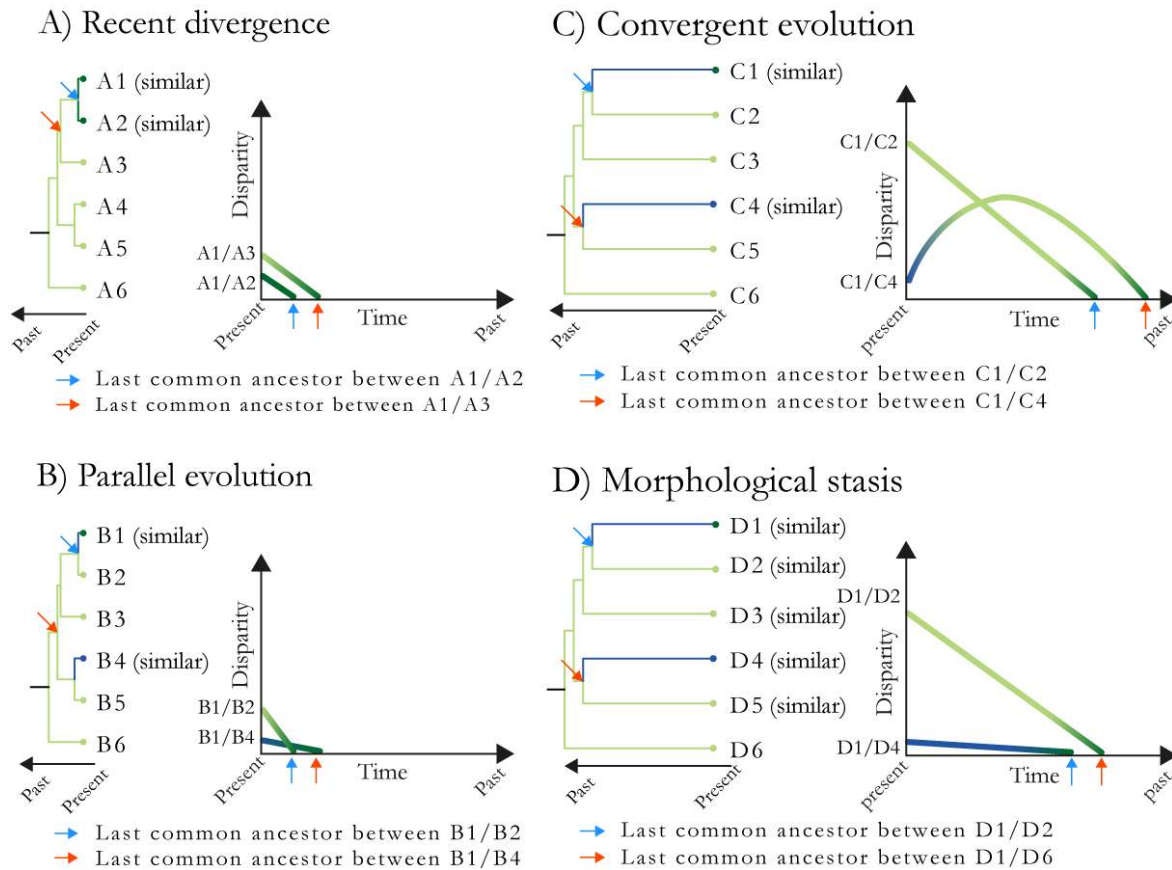 A) Recent divergence
A1 (similar)
A2 (similar)
A3
A4
A5
A6
Past
Present
Disparity
A1/A3
A1/A2
Present
Time
Past
Last common ancestor between A1/A2
Last common ancestor between A1/A3
C) Convergent evolution
C1 (similar)
C2
C3
C4 (similar)
C5
C6
Past
Present
C1/C2
Disparity
C1/C4
present
Time
past
Last common ancestor between C1/C2
Last common ancestor between C1/C4
B) Parallel evolution
B1 (similar)
B2
B3
B4 (similar)
B5
B6
Past
Present
Disparity
B1/B2
B1/B4
Present
Time
Past
Last common ancestor between B1/B2
Last common ancestor between B1/B4
D) Morphological stasis
D1 (similar)
D2 (similar)
D3 (similar)
D4 (similar)
D5 (similar)
D6
Past
Present
D1/D2
Disparity
D1/D4
present
Time
past
Last common ancestor between D1/D2
Last common ancestor between D1/D6